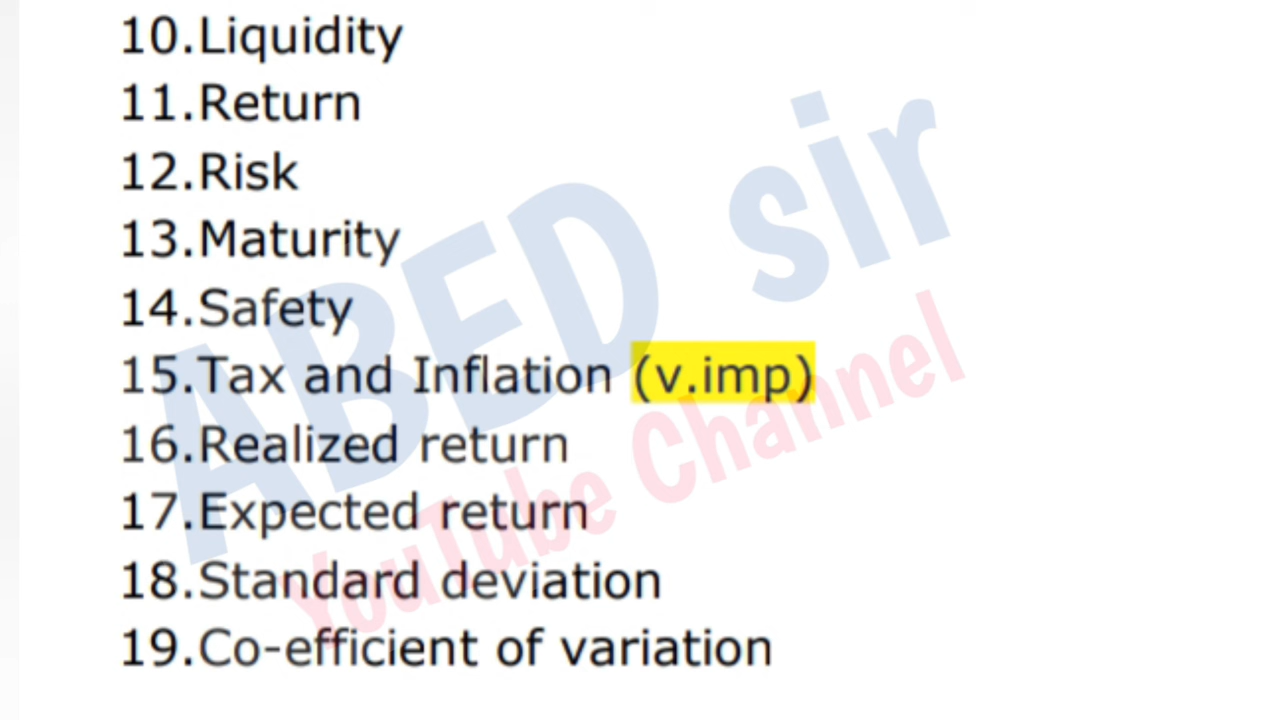 10.Liquidity
11.Return
12.Risk
13.Maturity
14.Safety
15.Tax and Inflation (v.imp)
16.Realized return
17.Expected return
18.Standard deviation
19.Co-efficient of variation
ABED sir
YouTube Channel